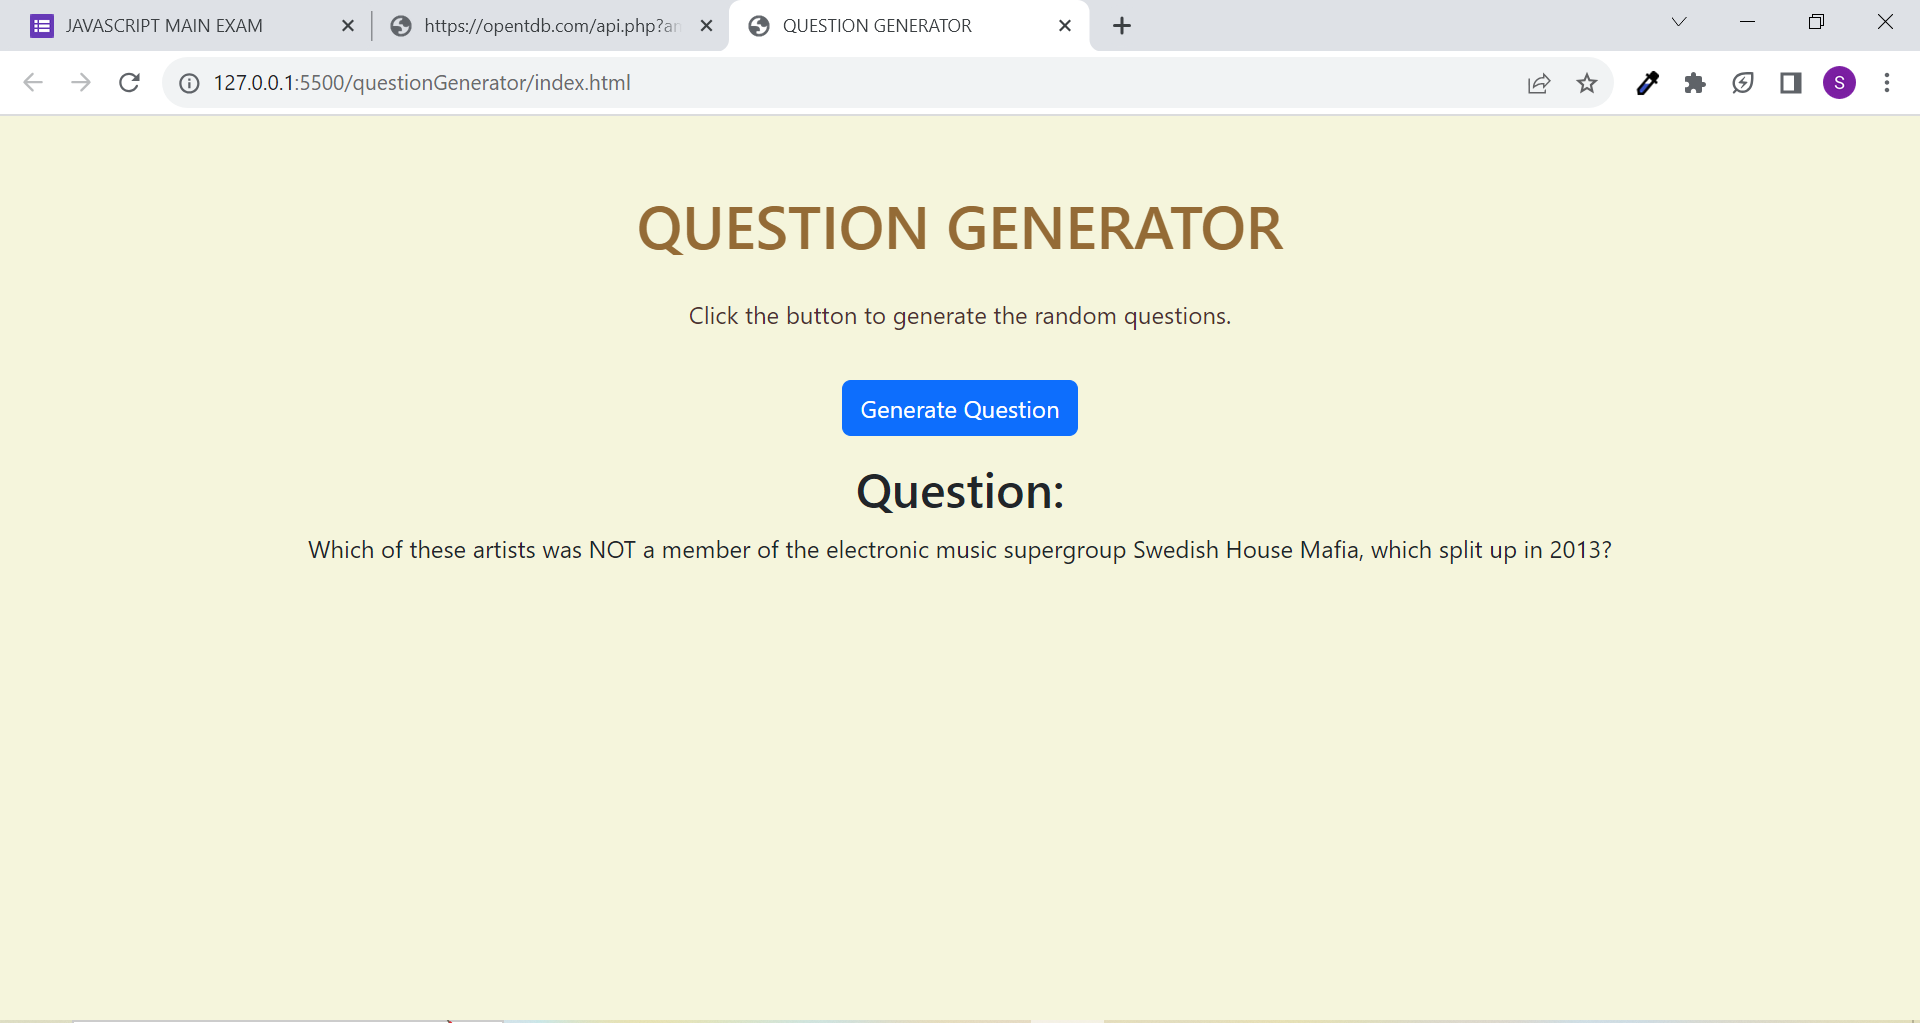 JAVASCRIPT MAIN EXAM
https://opentdb.com/api.php?an
QUESTION GENERATOR
127.0.0.1:5500/questionGenerator/index.html
S
QUESTION GENERATOR
Click the button to generate the random questions.
Generate Question
Question:
Which of these artists was NOT a member of the electronic music supergroup Swedish House Mafia, which split up in 2013?